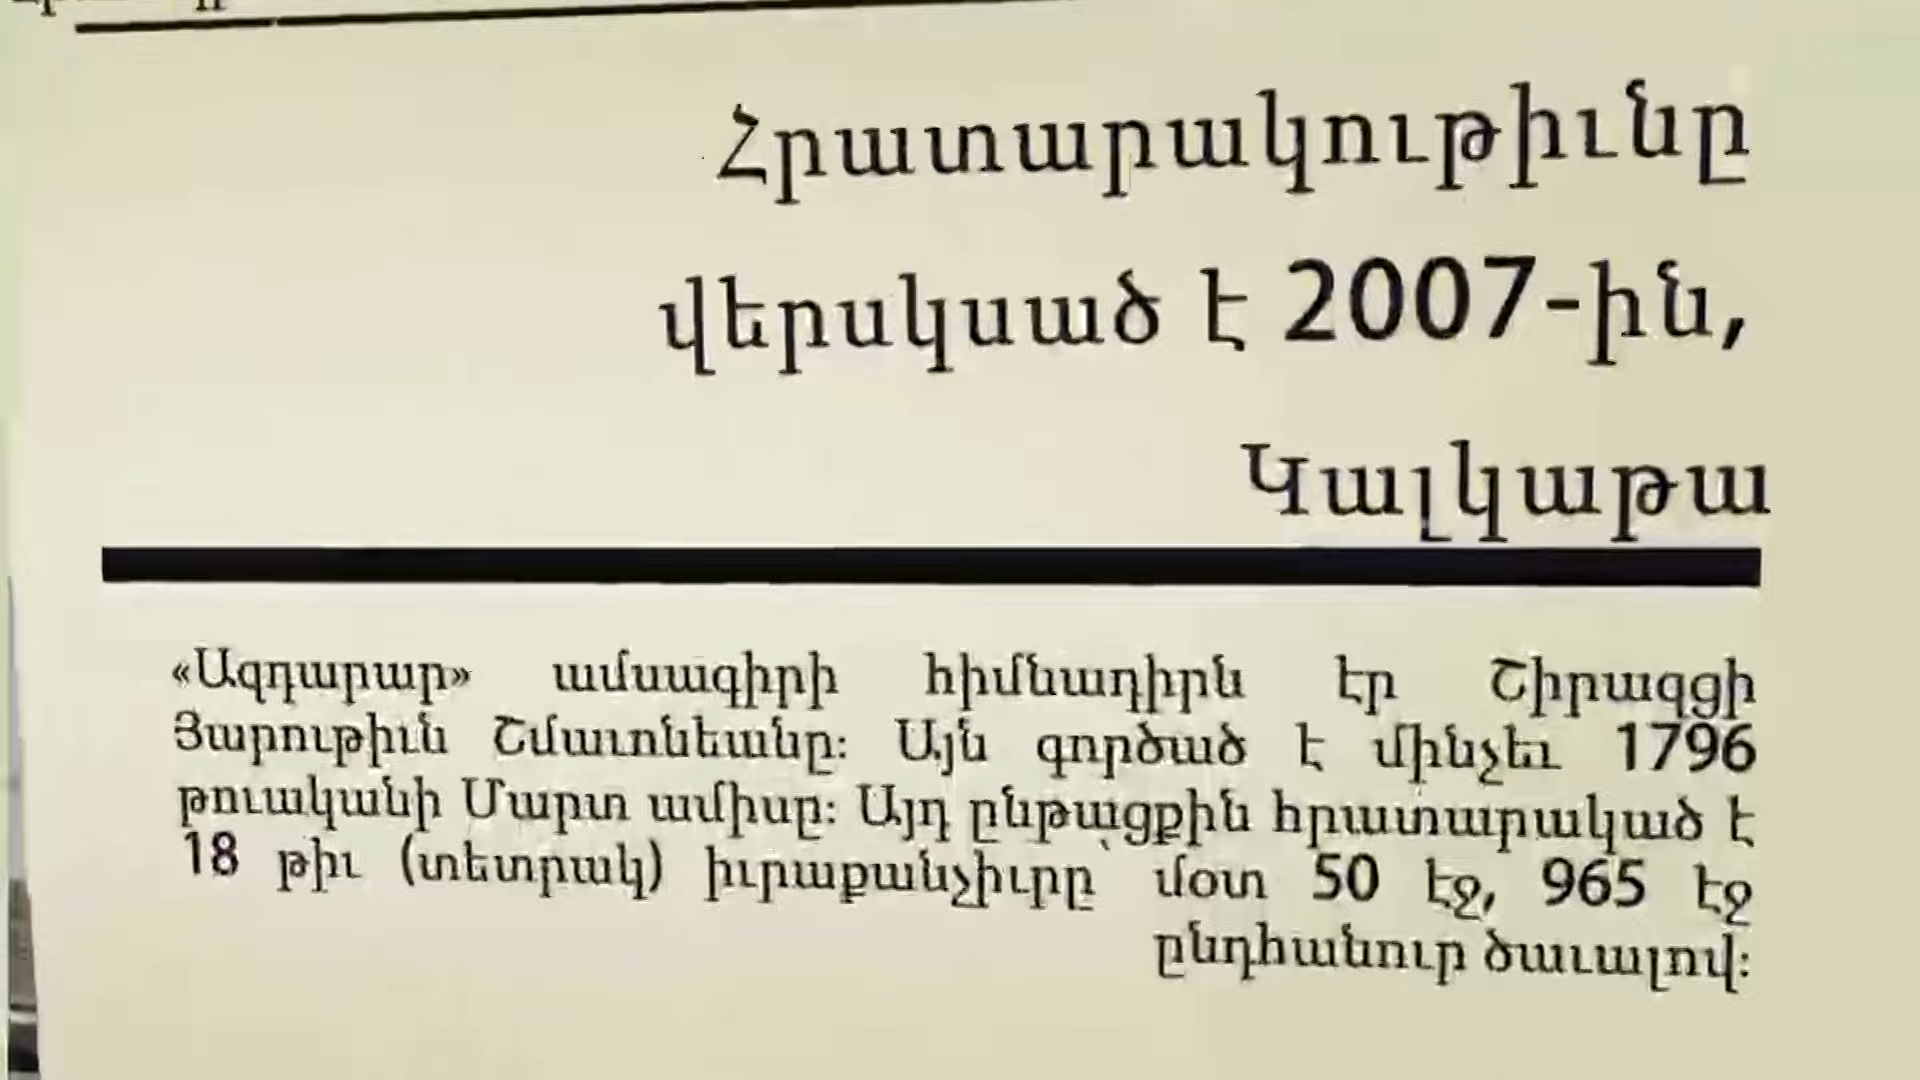 Հրատարակութիւնը
վերսկսած է 2007-ին,
Կալկաթա
«Ազդարար» ամսագիրի հիմնադիրն էր Շիրազցի
Յարութիւն Շմաւոնեանը։ Այն գործած է մինչեւ 1796
թուականի Մարտ ամիսը։ Այդ ընթացքին հրատարակած է
18 թիւ (տետրակ) իւրաքանչիւրը՝ մօտ 50 էջ, 965 էջ
ընդհանուր ծաւալով։